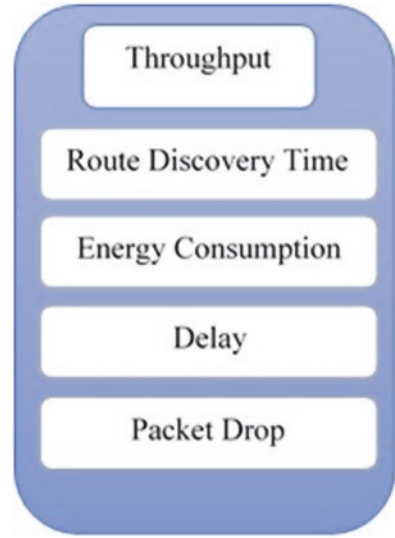 Throughput
Route Discovery Time
Energy Consumption
Delay
Packet Drop